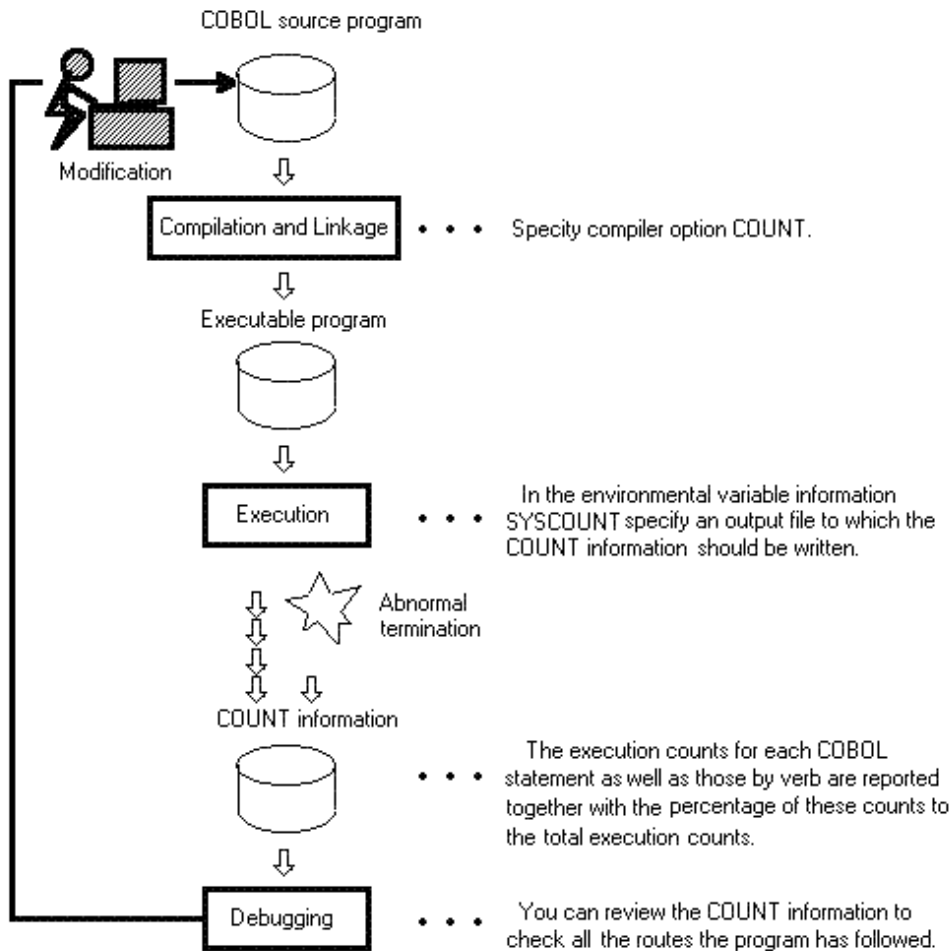 COBOL source program
Modification
Compilation and Linkage
• • •
Specity compiler option COUNT.
Executable program
Execution
• • •
In the environmental variable information
SYSCOUNT specify an output file to which the
COUNT information should be written.
Abnormal
termination
COUNT information
• • •
The execution counts for each COBOL
statement as well as those by verb are reported
together with the percentage of these counts to
the total execution counts.
Debugging
• • •
You can review the COUNT information to
check all the routes the program has followed.